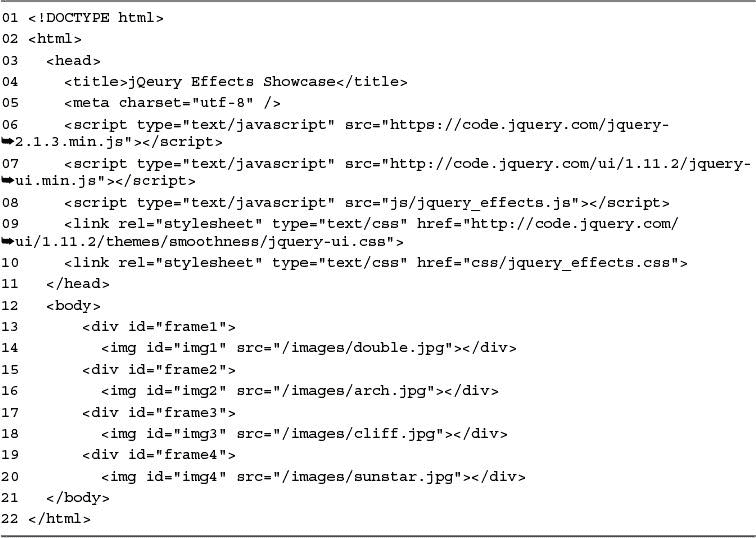 01 <!DOCTYPE html>
02 <html>
03   <head>
04     <title>jQeury Effects Showcase</title>
05     <meta charset="utf-8" />
06     <script type="text/javascript" src="https://code.jquery.com/jquery-
➥2.1.3.min.js"></script>
07     <script type="text/javascript" src="http://code.jquery.com/ui/1.11.2/jquery-
➥ui.min.js"></script>
08     <script type="text/javascript" src="js/jquery_effects.js"></script>
09     <link rel="stylesheet" type="text/css" href="http://code.jquery.com/
➥ui/1.11.2/themes/smoothness/jquery-ui.css">
10     <link rel="stylesheet" type="text/css" href="css/jquery_effects.css">
11   </head>
12   <body>
13       <div id="frame1">
14         <img id="img1" src="/images/double.jpg"></div>
15       <div id="frame2">
16         <img id="img2" src="/images/arch.jpg"></div>
17       <div id="frame3">
18         <img id="img3" src="/images/cliff.jpg"></div>
19       <div id="frame4">
20         <img id="img4" src="/images/sunstar.jpg"></div>
21   </body>
22 </html>